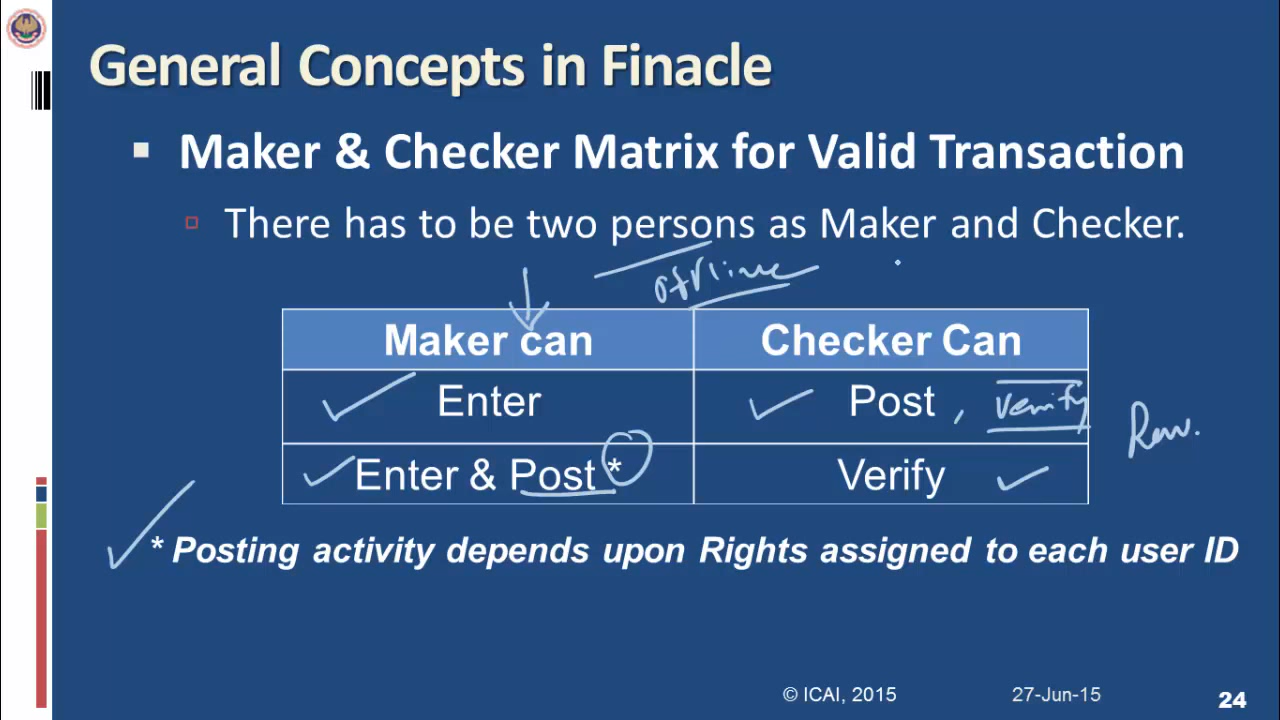 General Concepts in Finacle
▪ Maker & Checker Matrix for Valid Transaction
There has to be two persons as Maker and Checker.
offline
Maker can Checker Can
Enter Post , Verify
Enter & Post * Verify
* Posting activity depends upon Rights assigned to each user ID
© ICAI, 2015 27-Jun-15 24